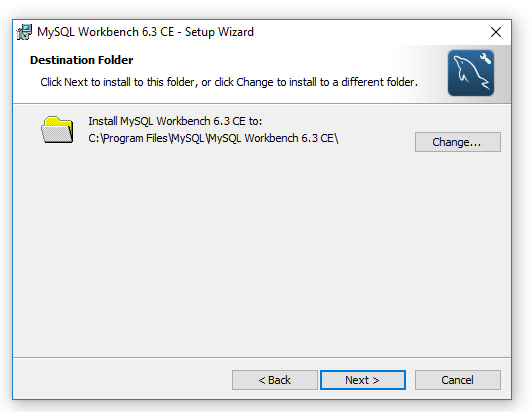 MySQL Workbench 6.3 CE - Setup Wizard
Destination Folder
Click Next to install to this folder, or click Change to install to a different folder.
Install MySQL Workbench 6.3 CE to:
C:\Program Files\MySQL\MySQL Workbench 6.3 CE\
Change...
< Back
Next >
Cancel